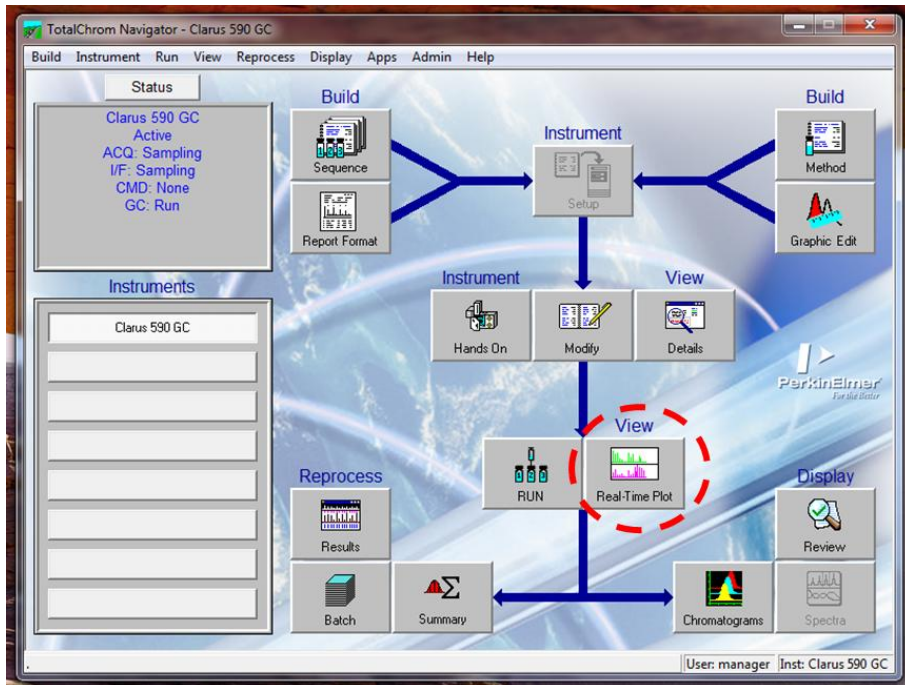 TotalChrom Navigator - Clarus 590 GC
Build Instrument Run View Reprocess Display Apps Admin Help
Status
Clarus 590 GC
Active
ACQ: Sampling
I/F: Sampling
CMD: None
GC: Run
Instruments
Clarus 590 GC
Build
Sequence
Report Format
Instrument
Setup
Build
Method
Graphic Edit
Instrument
Hands On
Modify
View
Details
PerkinElmer
For the Better
View
RUN
Real-Time Plot
Reprocess
Results
Batch
Summary
Display
Review
Chromatograms
Spectra
User: manager Inst: Clarus 590 GC